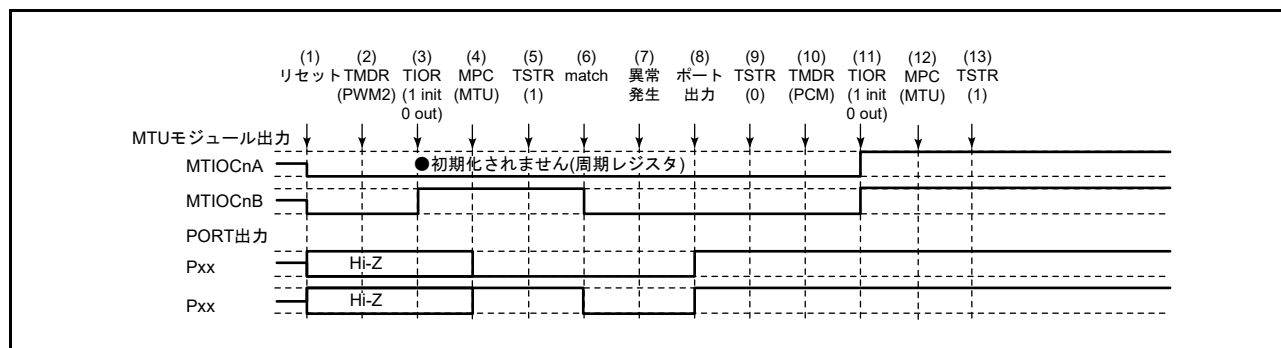 (1) (2) (3) (4) (5) (6) (7) (8) (9) (10) (11) (12) (13)
リセット TMDR TIOR MPC TSTR match 異常 ポート TSTR TMDR TIOR MPC TSTR
(PWM2) (1 init (MTU) (1) 発生 出力 (0) (PCM) (1 init (MTU) (1)
0 out) 0 out)
MTUモジュール出力
MTIOCnA ●初期化されません(周期レジスタ)
MTIOCnB
PORT出力
Pxx Hi-Z
Pxx Hi-Z